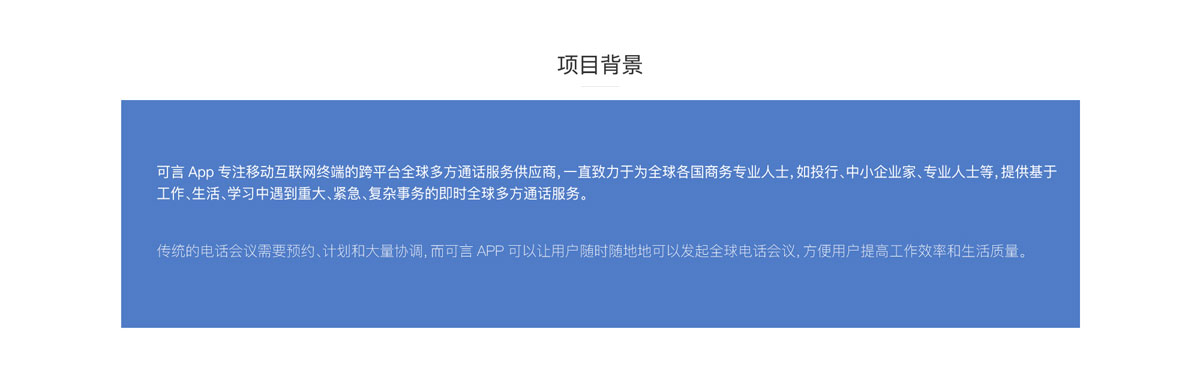 项目背景
可言 App 专注移动互联网终端的跨平台全球多方通话服务供应商，一直致力于为全球各国商务专业人士，如投行、中小企业家、专业人士等，提供基于
工作、生活、学习中遇到重大、紧急、复杂事务的即时全球多方通话服务。
传统的电话会议需要预约、计划和大量协调，而可言 APP 可以让用户随时随地地可以发起全球电话会议，方便用户提高工作效率和生活质量。